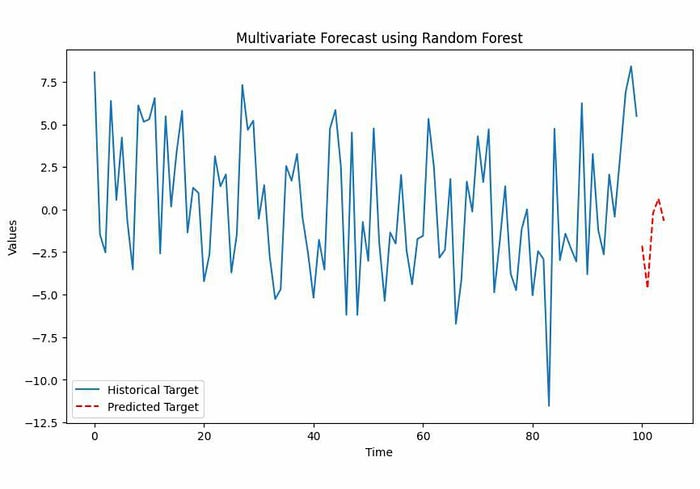 Multivariate Forecast using Random Forest
7.5
5.0
2.5
0.0
−2.5
−5.0
−7.5
−10.0
−12.5
Values
Historical Target
Predicted Target
0 20 40 60 80 100
Time